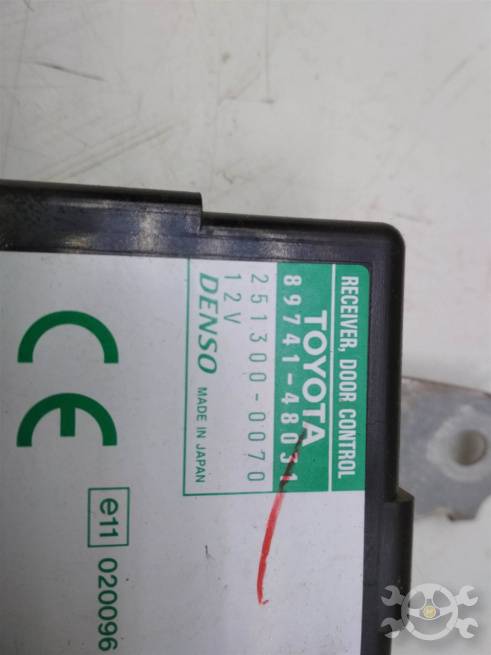 RECEIVER, DOOR CONTROL
TOYOTA
89741-48031
251300-0070
12V
DENSO MADE IN JAPAN
CE
e11 020096